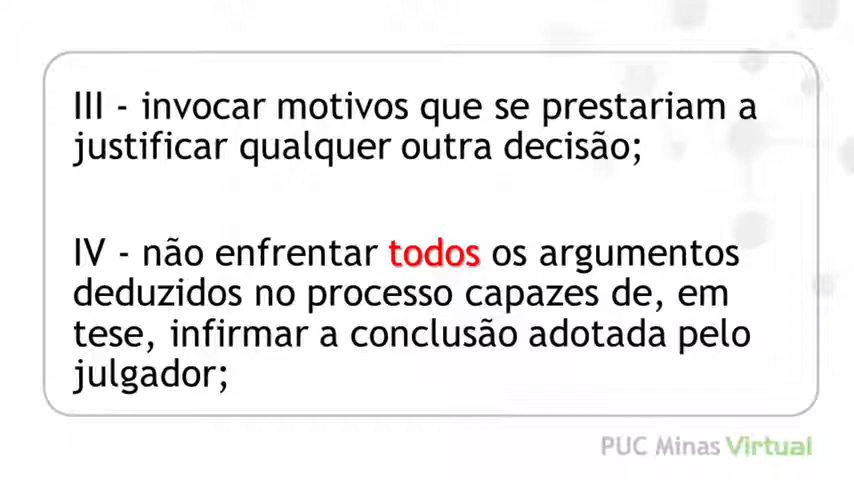 III - invocar motivos que se prestariam a
justificar qualquer outra decisão;
IV - não enfrentar todos os argumentos
deduzidos no processo capazes de, em
tese, infirmar a conclusão adotada pelo
julgador;
PUC Minas Virtual